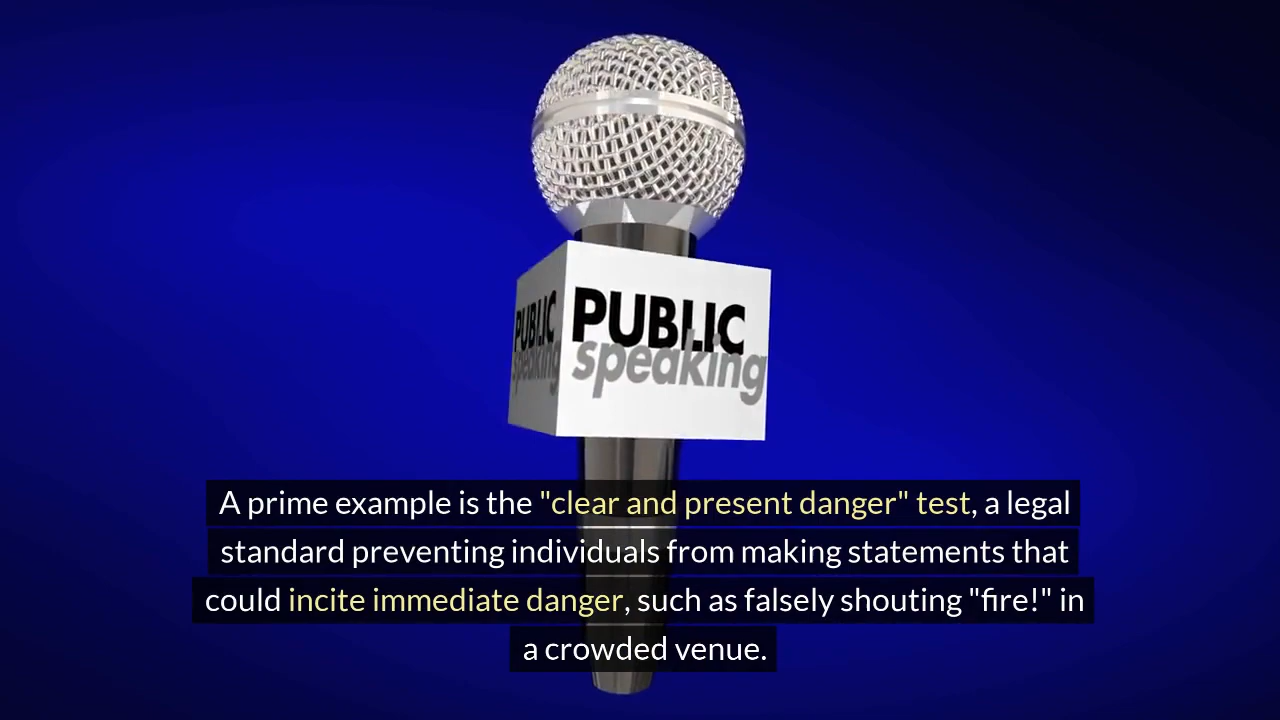 PUBLIC
speaking
PUBLIC
speaking
A prime example is the "clear and present danger" test, a legal
standard preventing individuals from making statements that
could incite immediate danger, such as falsely shouting "fire!" in
a crowded venue.